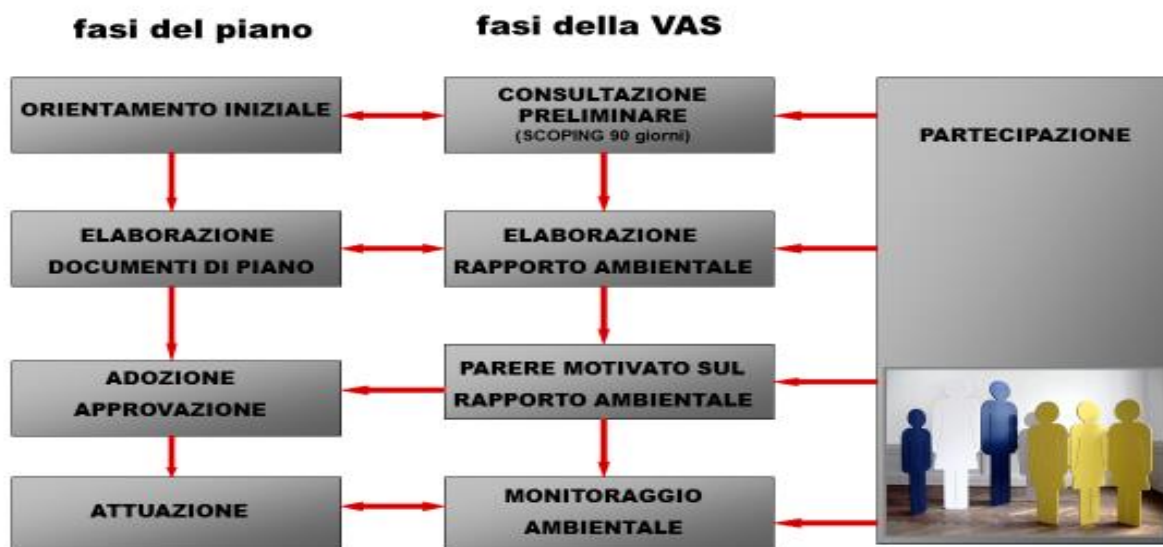 fasi del piano
fasi della VAS
ORIENTAMENTO INIZIALE
CONSULTAZIONE
PRELIMINARE
(SCOPING 90 giorni)
PARTECIPAZIONE
ELABORAZIONE
DOCUMENTI DI PIANO
ELABORAZIONE
RAPPORTO AMBIENTALE
ADOZIONE
APPROVAZIONE
PARERE MOTIVATO SUL
RAPPORTO AMBIENTALE
ATTUAZIONE
MONITORAGGIO
AMBIENTALE